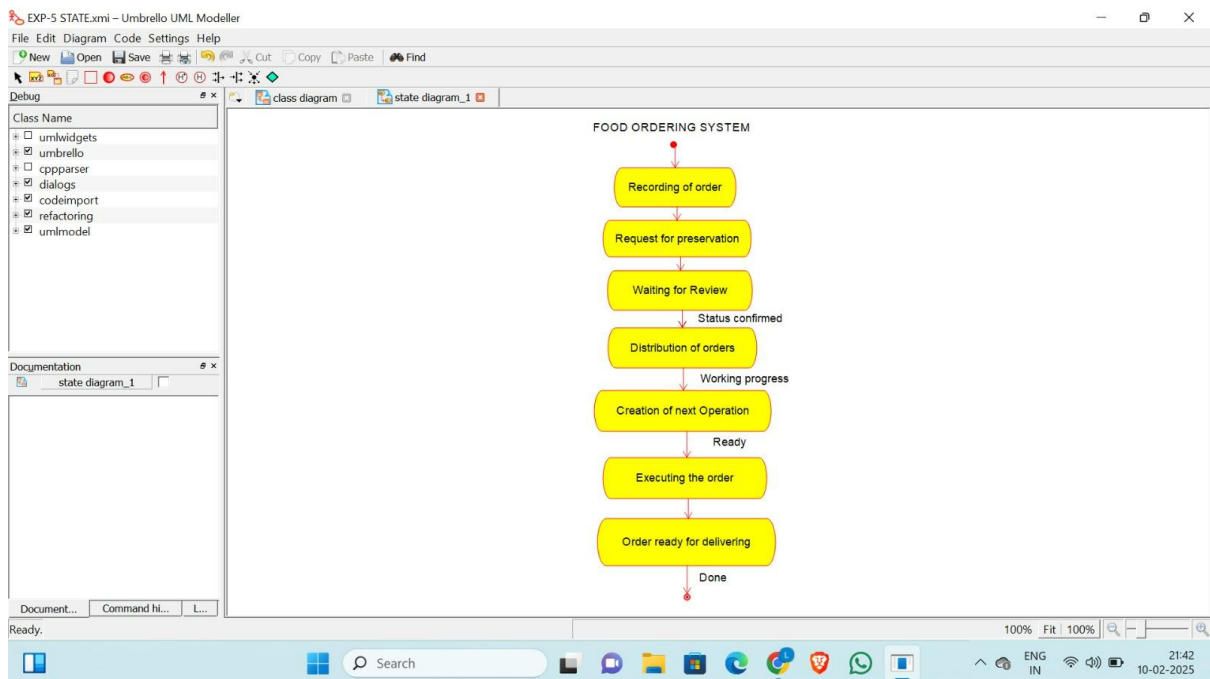 EXP-5 STATE.xmi – Umbrello UML Modeller
File Edit Diagram Code Settings Help
New Open Save Cut Copy Paste Find
Debug
class diagram state diagram_1
Class Name
umlwidgets
umbrello
cppparser
dialogs
codeimport
refactoring
umlmodel
FOOD ORDERING SYSTEM
Recording of order
Request for preservation
Waiting for Review
Status confirmed
Distribution of orders
Working progress
Creation of next Operation
Ready
Executing the order
Order ready for delivering
Done
Documentation
state diagram_1
Document... Command hi... L...
Ready.
100% Fit 100%
Search
ENG
IN
21:42
10-02-2025